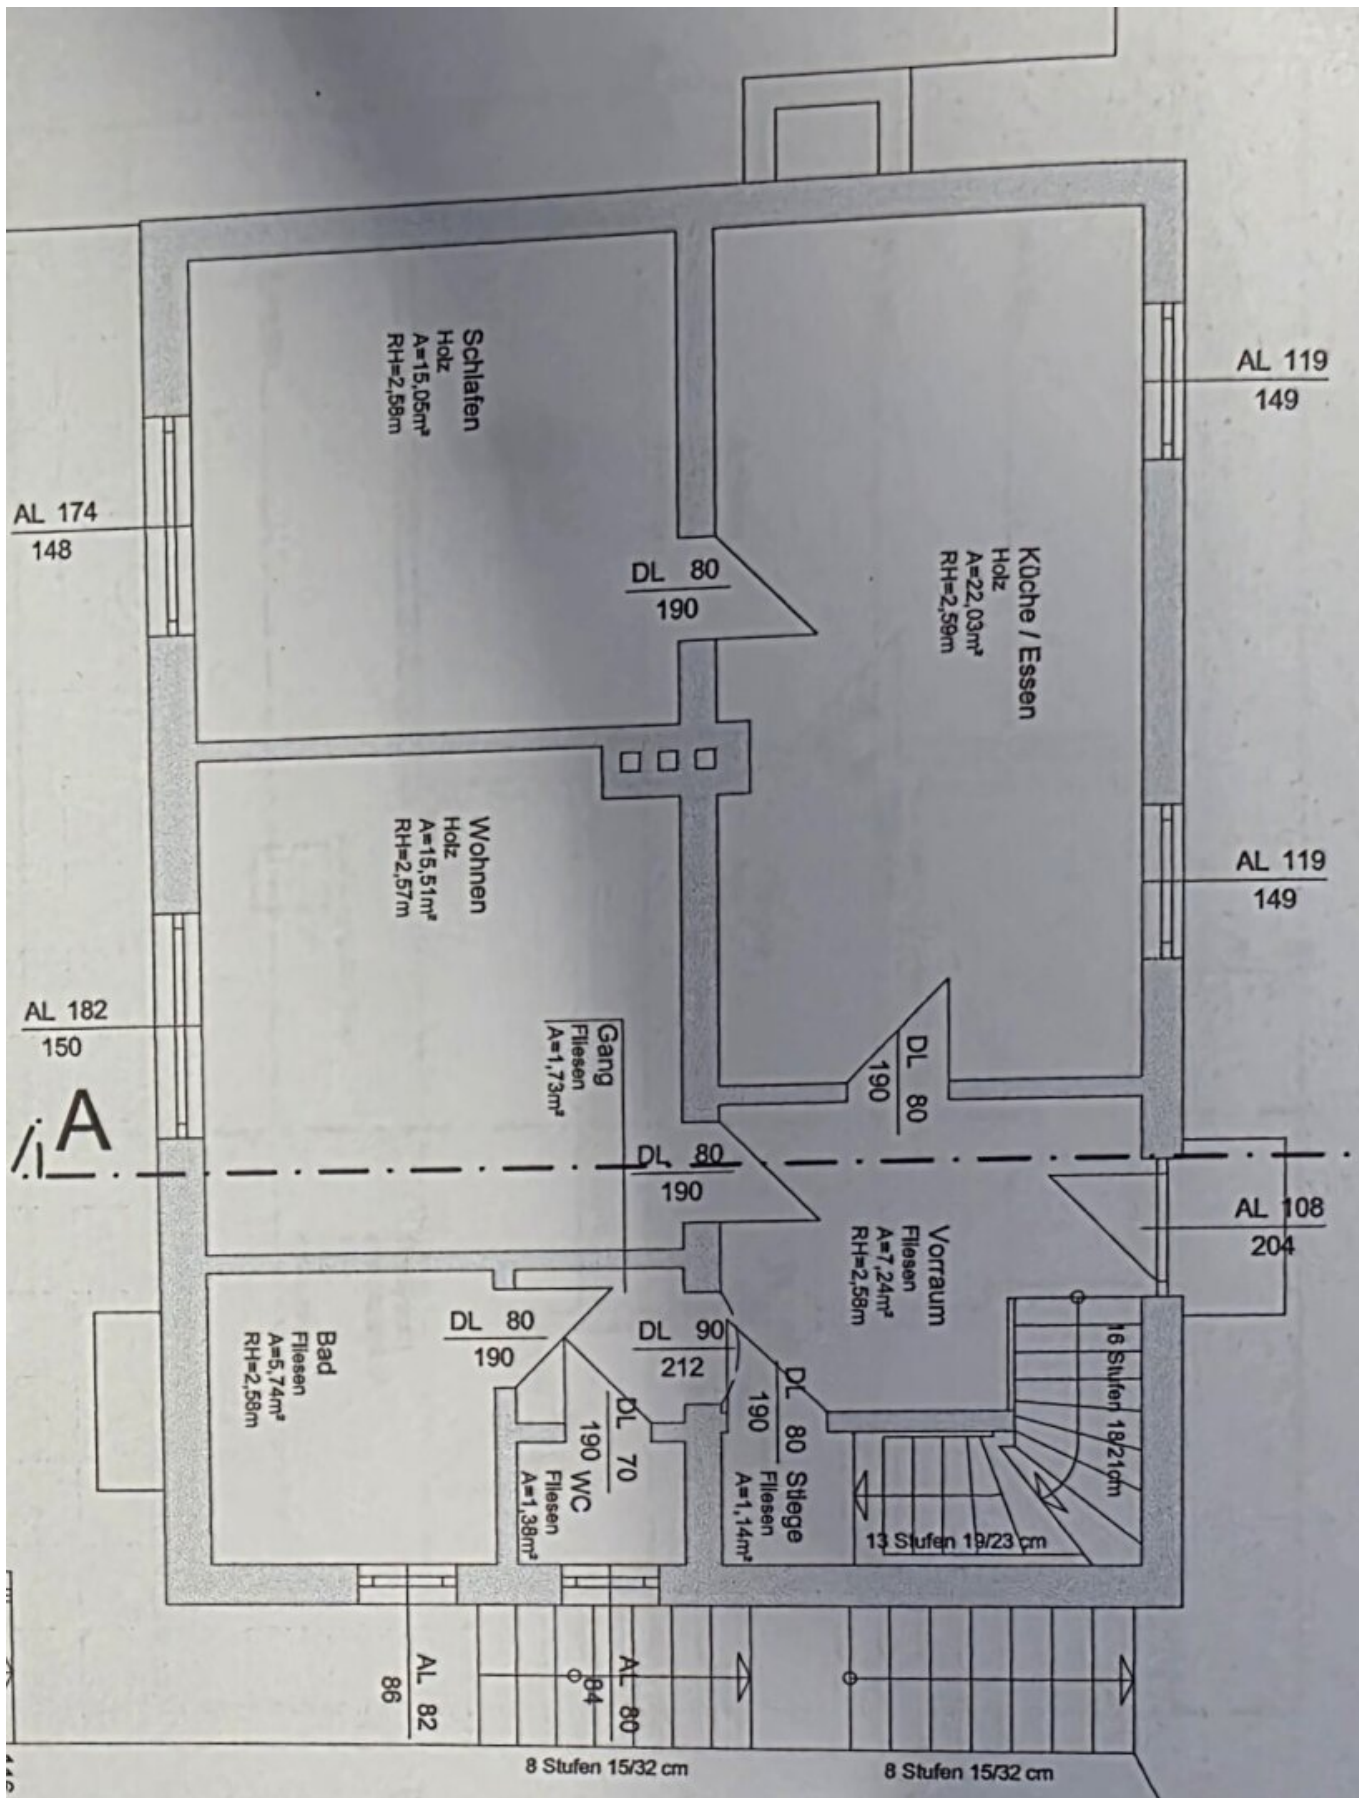 AL 119
149
Schlafen
Holz
A=15,05m²
RH=2,58m
AL 174
148
DL 80
190
Küche / Essen
Holz
A=22,03m²
RH=2,59m
Wohnen
Holz
A=15,51m²
RH=2,57m
AL 119
149
AL 182
150
Gang
Fliesen
A=1,73m²
DL 80
190
A
DL 80
190
Vorraum
Fliesen
A=7,24m²
RH=2,58m
AL 108
204
Bad
Fliesen
A=5,74m²
RH=2,58m
DL 80
190
DL 90
212
DL 80
190
16 Stufen 18/21cm
DL 70
190
WC
Fliesen
A=1,38m²
Stiege
Fliesen
A=1,14m²
13 Stufen 19/23 cm
AL 82
86
AL 80
84
8 Stufen 15/32 cm
8 Stufen 15/32 cm